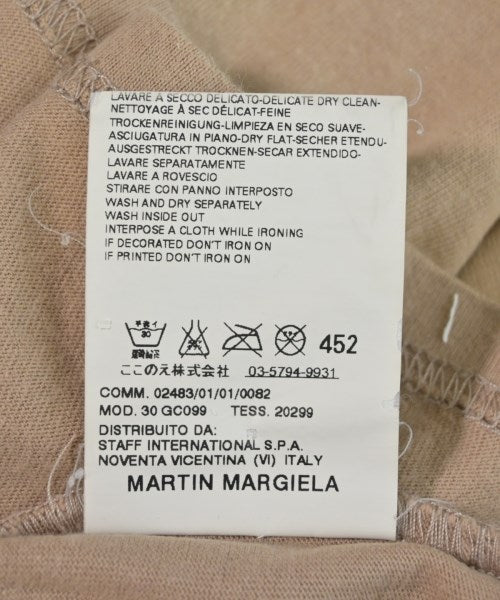 LAVARE A SECCO DELICATO-DELICATE DRY CLEAN-
NETTOYAGE À SEC DÉLICAT-FEINE
TROCKENREINIGUNG-LIMPIEZA EN SECO SUAVE-
ASCIUGATURA IN PIANO-DRY FLAT-SECHER ETENDU-
AUSGESTRECKT TROCKNEN-SECAR EXTENDIDO-
LAVARE SEPARATAMENTE
LAVARE A ROVESCIO
STIRARE CON PANNO INTERPOSTO
WASH AND DRY SEPARATELY
WASH INSIDE OUT
INTERPOSE A CLOTH WHILE IRONING
IF DECORATED DON'T IRON ON
IF PRINTED DON'T IRON ON
手洗イ
30
452
ここのえ株式会社 03-5794-9931
COMM. 02483/01/01/0082
MOD. 30 GC099 TESS. 20299
DISTRIBUITO DA:
STAFF INTERNATIONAL S.P.A.
NOVENTA VICENTINA (VI) ITALY
MARTIN MARGIELA